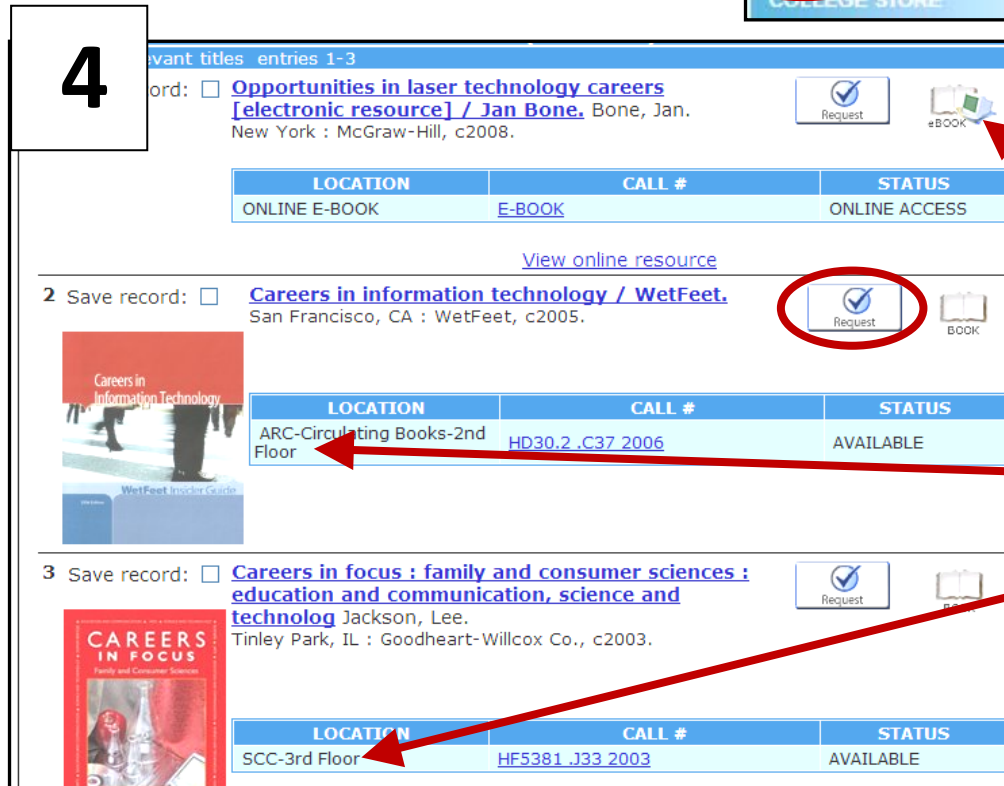 COLLEGE STORE
4
evant titles entries 1-3
ord: Opportunities in laser technology careers
[electronic resource] / Jan Bone. Bone, Jan.
New York : McGraw-Hill, c2008.
Request
eBOOK
LOCATION CALL # STATUS
ONLINE E-BOOK E-BOOK ONLINE ACCESS
View online resource
2 Save record: Careers in information technology / WetFeet.
San Francisco, CA : WetFeet, c2005.
Request
BOOK
Careers in
Information Technology
WetFeet Insider Guide
LOCATION CALL # STATUS
ARC-Circulating Books-2nd
Floor HD30.2 .C37 2006 AVAILABLE
3 Save record: Careers in focus : family and consumer sciences :
education and communication, science and
technolog Jackson, Lee.
Tinley Park, IL : Goodheart-Willcox Co., c2003.
Request
BOOK
CAREERS
IN FOCUS
Family and Consumer Sciences
LOCATION CALL # STATUS
SCC-3rd Floor HF5381 .J33 2003 AVAILABLE